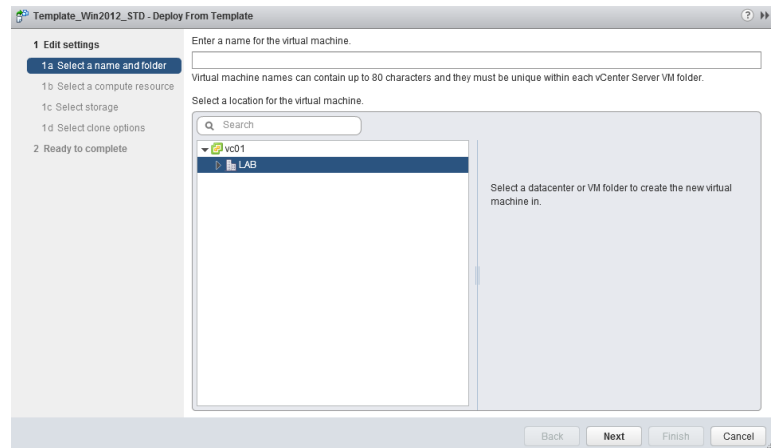 Template_Win2012_STD - Deploy From Template
1 Edit settings
1a Select a name and folder
1b Select a compute resource
1c Select storage
1d Select clone options
2 Ready to complete
Enter a name for the virtual machine.
Virtual machine names can contain up to 80 characters and they must be unique within each vCenter Server VM folder.
Select a location for the virtual machine.
Search
vc01
LAB
Select a datacenter or VM folder to create the new virtual
machine in.
Back
Next
Finish
Cancel